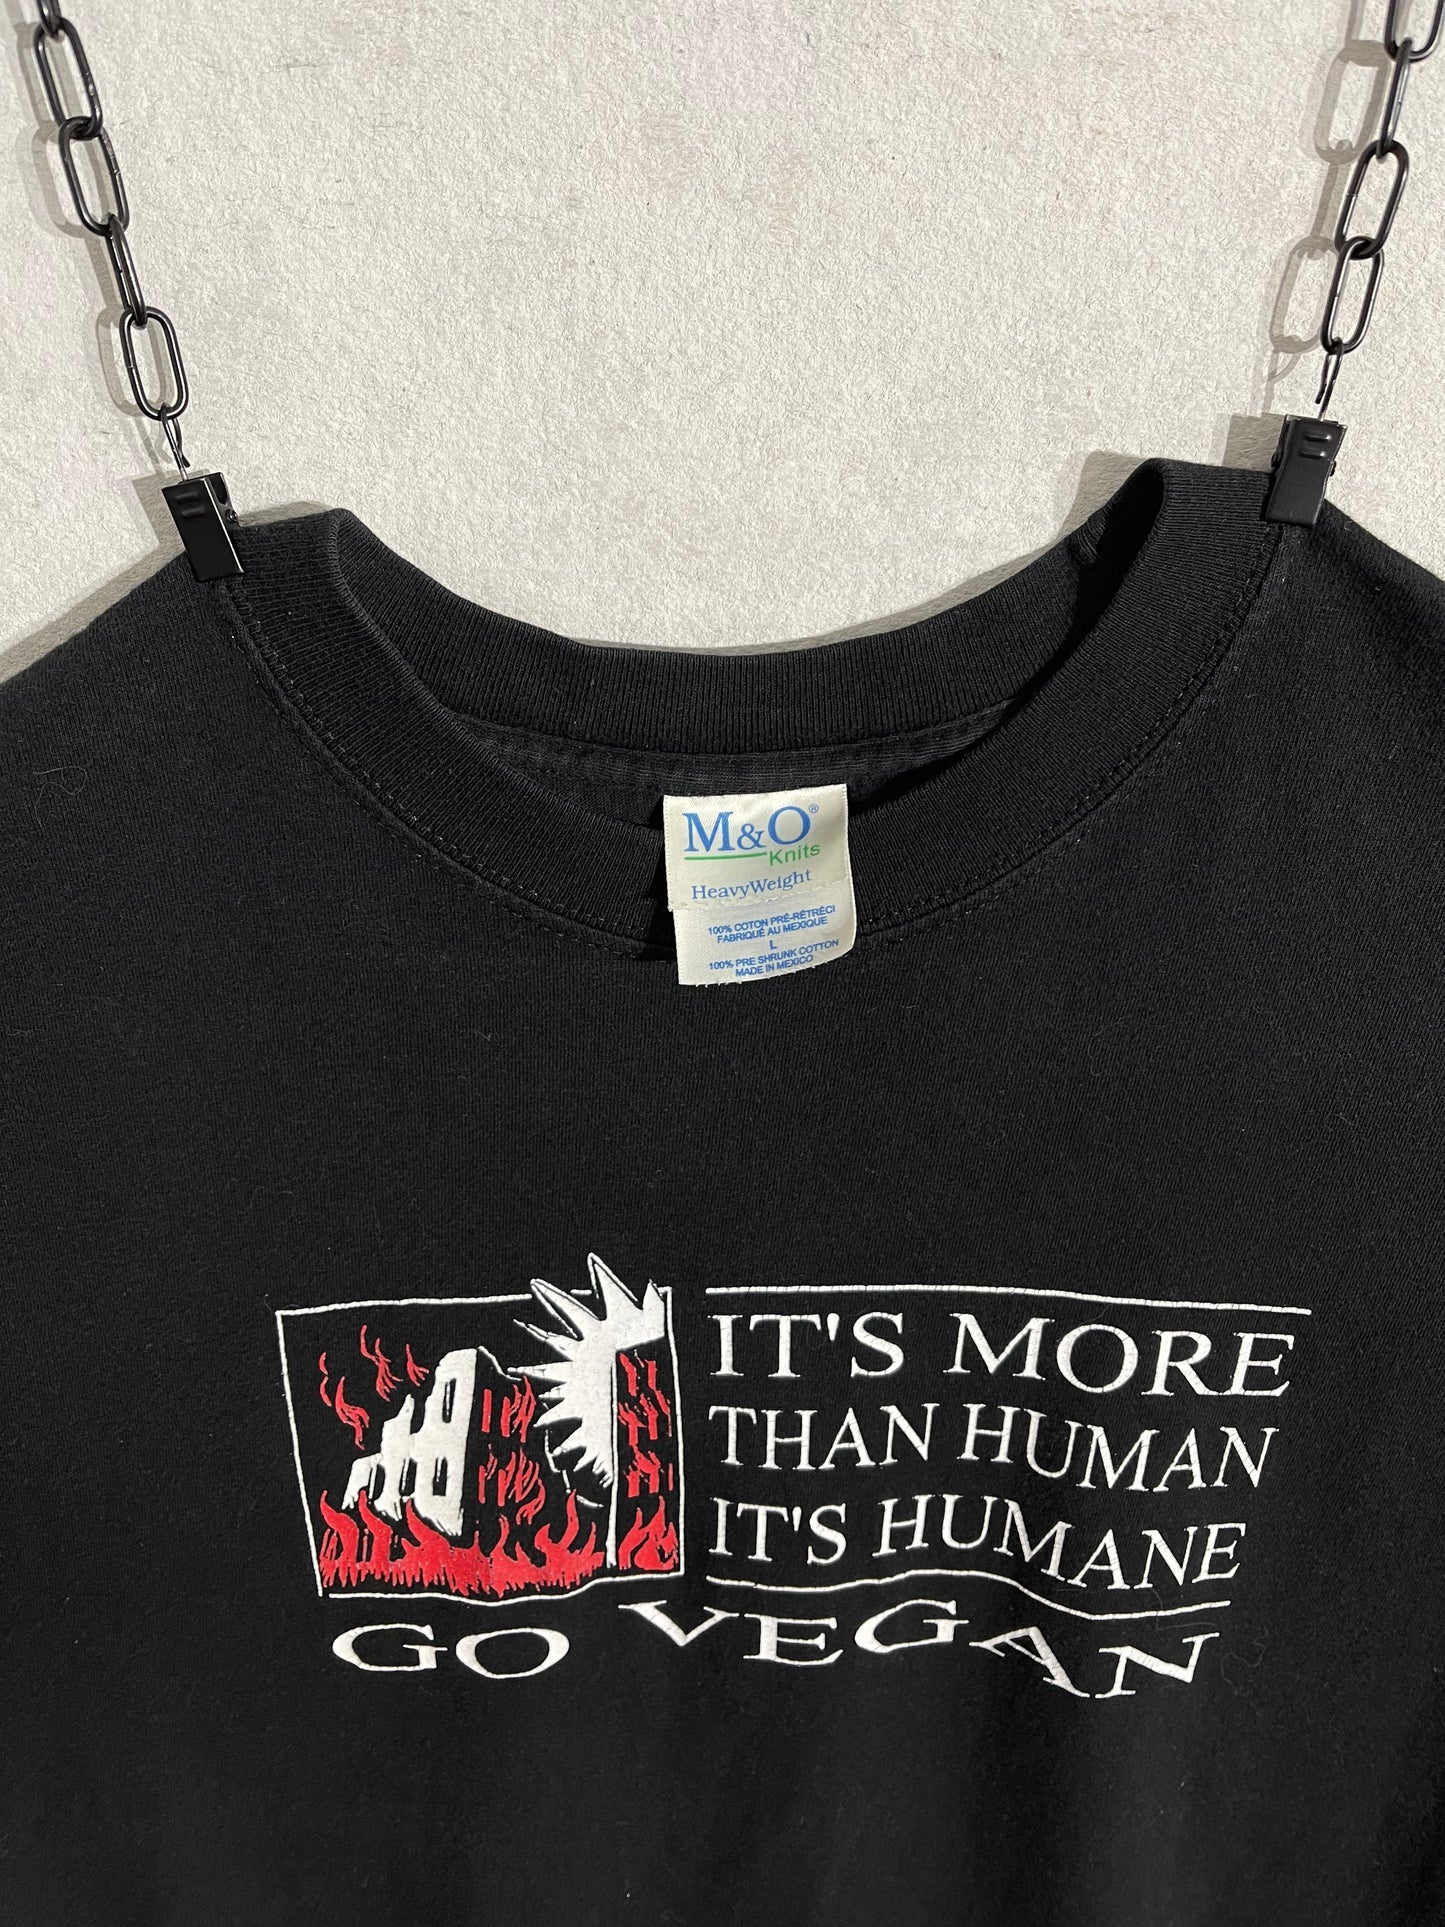 M&O®
Knits
HeavyWeight
100% COTON PRÉ-RÉTRÉCI
FABRIQUÉ AU MEXIQUE
L
100% PRE SHRUNK COTTON
MADE IN MEXICO
IT'S MORE
THAN HUMAN
IT'S HUMANE
GO VEGAN